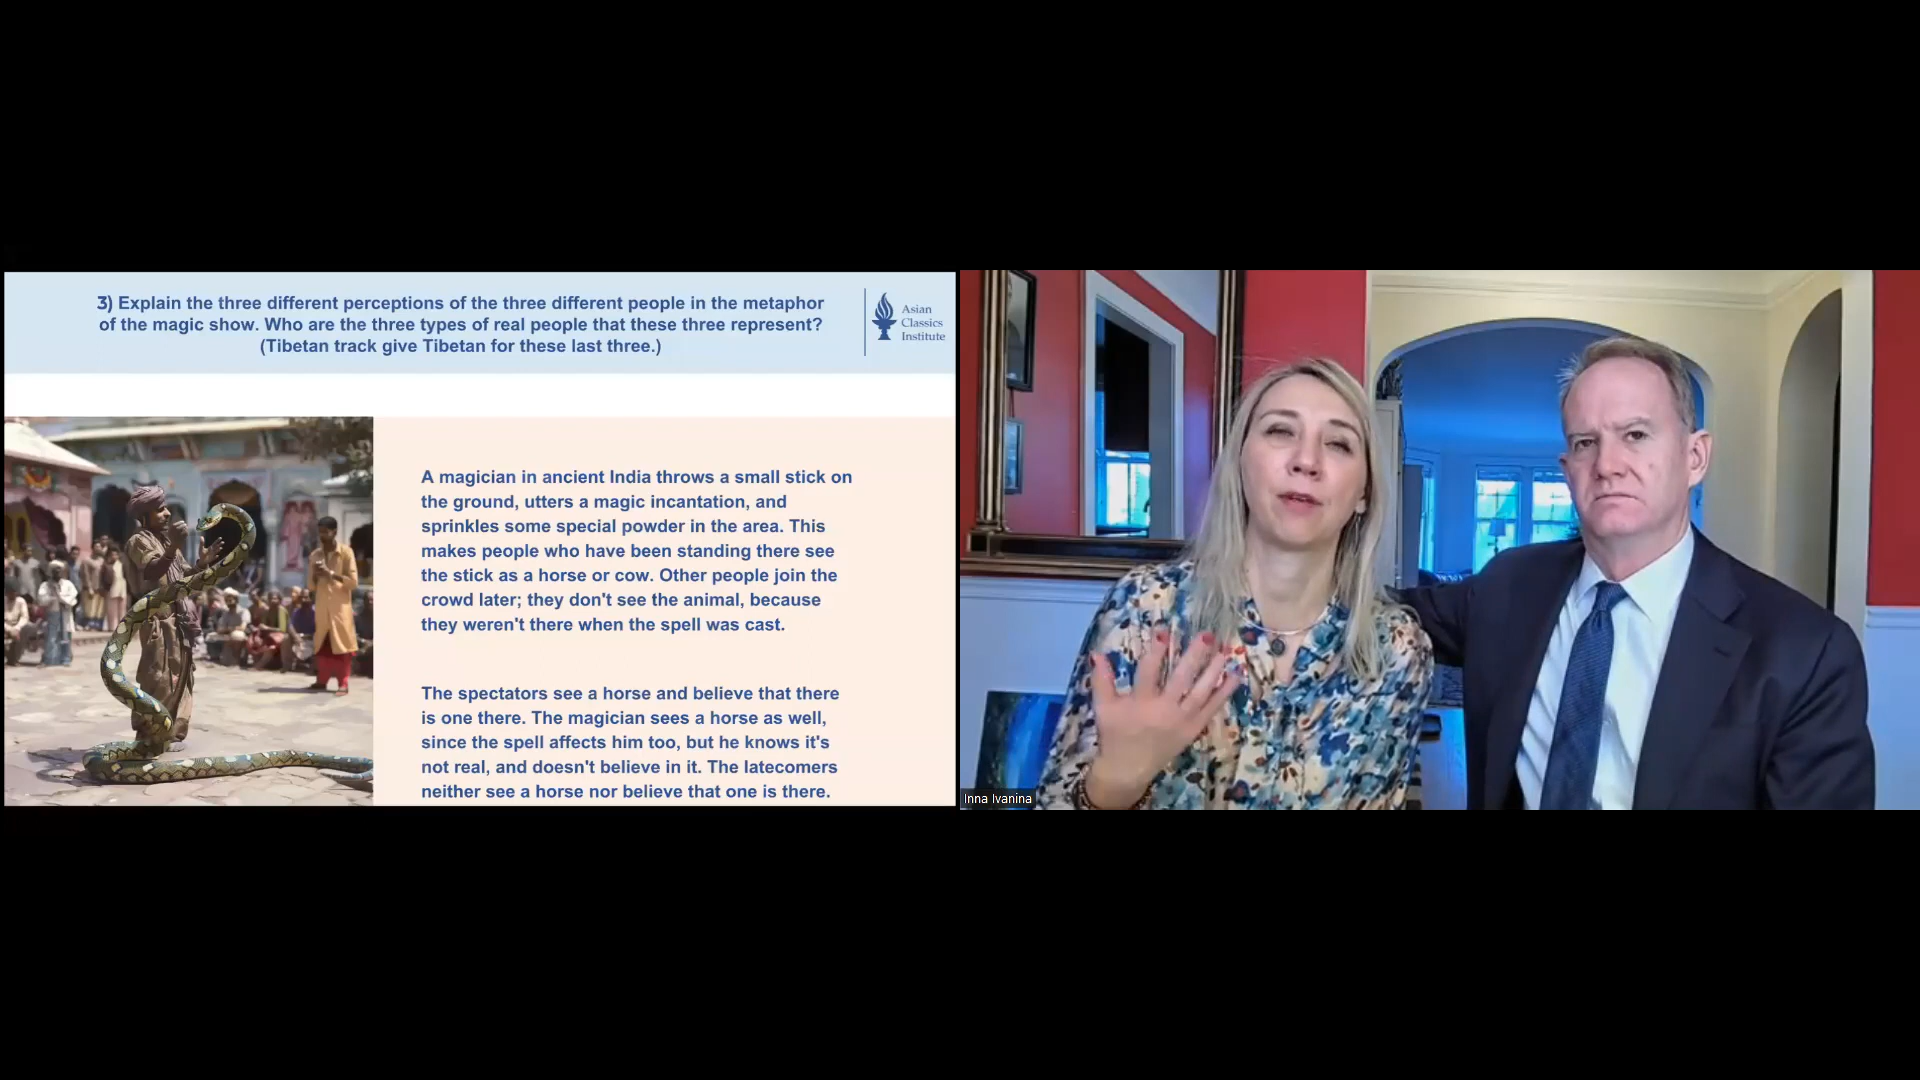 3) Explain the three different perceptions of the three different people in the metaphor
of the magic show. Who are the three types of real people that these three represent?
(Tibetan track give Tibetan for these last three.)
Asian
Classics
Institute
A magician in ancient India throws a small stick on
the ground, utters a magic incantation, and
sprinkles some special powder in the area. This
makes people who have been standing there see
the stick as a horse or cow. Other people join the
crowd later; they don't see the animal, because
they weren't there when the spell was cast.
The spectators see a horse and believe that there
is one there. The magician sees a horse as well,
since the spell affects him too, but he knows it's
not real, and doesn't believe in it. The latecomers
neither see a horse nor believe that one is there.
Inna Ivanina